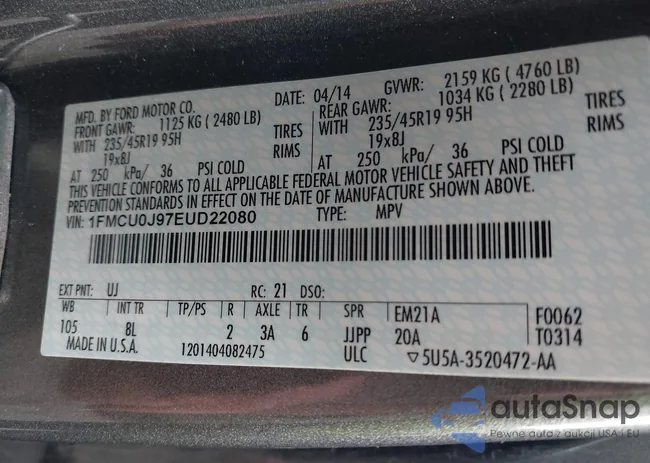 MFD. BY FORD MOTOR CO.
DATE: 04/14 GVWR: 2159 KG ( 4760 LB)
FRONT GAWR: 1125 KG ( 2480 LB) REAR GAWR: 1034 KG ( 2280 LB)
WITH 235/45R19 95H TIRES WITH 235/45R19 95H TIRES
19x8J RIMS 19x8J RIMS
AT 250 kPa/ 36 PSI COLD AT 250 kPa/ 36 PSI COLD
THIS VEHICLE CONFORMS TO ALL APPLICABLE FEDERAL MOTOR VEHICLE SAFETY AND THEFT
PREVENTION STANDARDS IN EFFECT ON THE DATE OF MANUFACTURE SHOWN ABOVE.
VIN: 1FMCU0J97EUD22080 TYPE: MPV
EXT PNT: UJ RC: 21 DSO:
WB INT TR TP/PS R AXLE TR SPR EM21A F0062
105 8L 2 3A 6 JJPP 20A T0314
MADE IN U.S.A. 1201404082475 ULC ▽5U5A-3520472-AA
autaSnap
Pewne auta z aukcji USA i EU